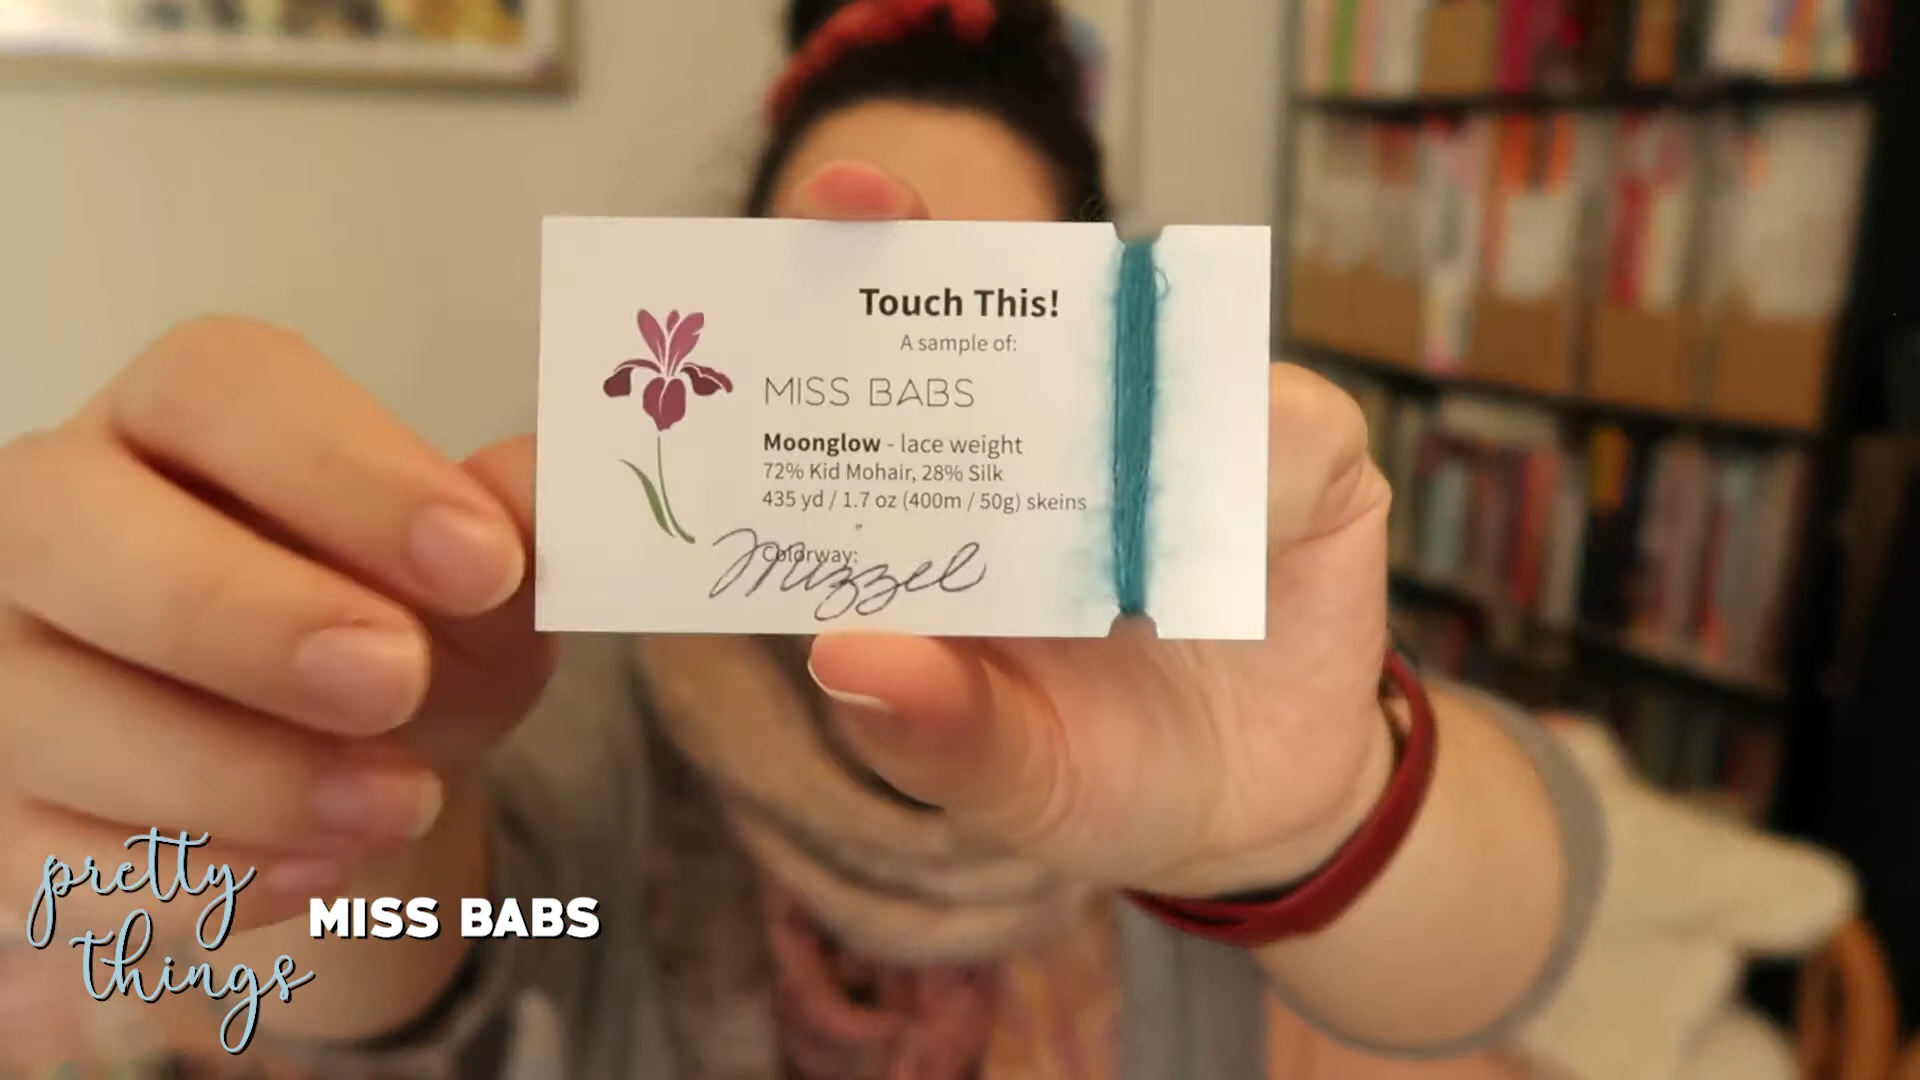 Touch This!
A sample of:
MISS BABS
Moonglow - lace weight
72% Kid Mohair, 28% Silk
435 yd / 1.7 oz (400m / 50g) skeins
Colorway:
Mizzel
pretty
things
MISS BABS